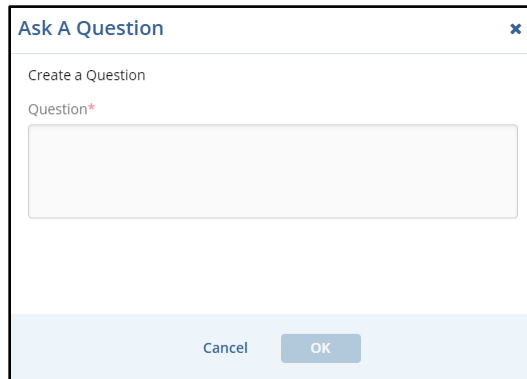 Ask A Question
Create a Question
Question*
Cancel OK